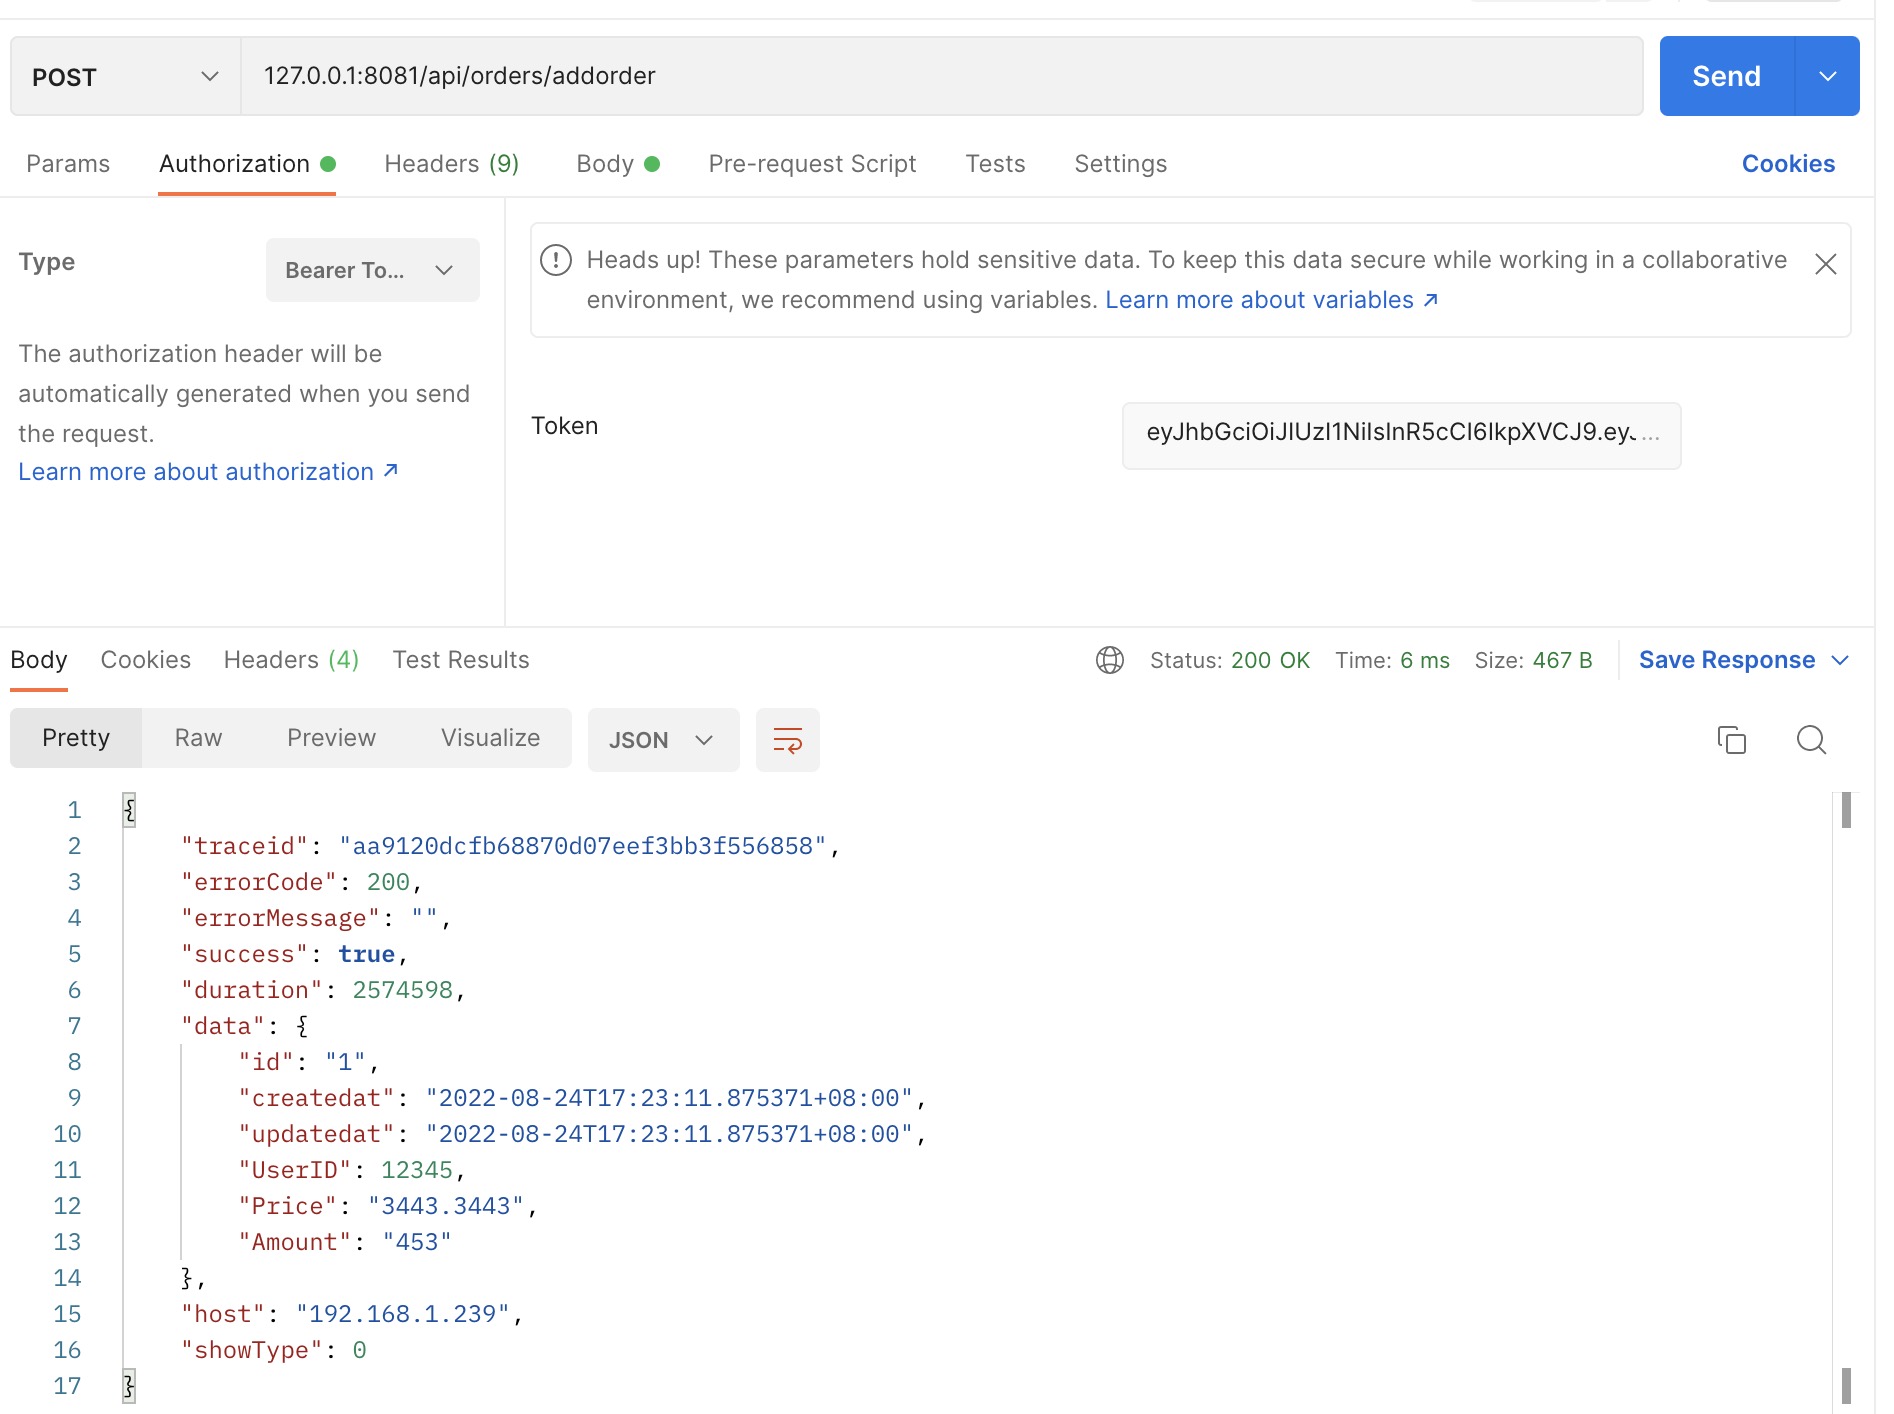 POST 127.0.0.1:8081/api/orders/addorder Send
Params Authorization Headers (9) Body Pre-request Script Tests Settings Cookies
Type Bearer To...
The authorization header will be
automatically generated when you send
the request.
Learn more about authorization ↗
Heads up! These parameters hold sensitive data. To keep this data secure while working in a collaborative
environment, we recommend using variables. Learn more about variables ↗
Token eyJhbGciOiJIUzI1NiIsInR5cCI6IkpXVCJ9.eyJ...
Body Cookies Headers (4) Test Results Status: 200 OK Time: 6 ms Size: 467 B Save Response
Pretty Raw Preview Visualize JSON
1 {
2 "traceid": "aa9120dcfb68870d07eef3bb3f556858",
3 "errorCode": 200,
4 "errorMessage": "",
5 "success": true,
6 "duration": 2574598,
7 "data": {
8 "id": "1",
9 "createdat": "2022-08-24T17:23:11.875371+08:00",
10 "updatedat": "2022-08-24T17:23:11.875371+08:00",
11 "UserID": 12345,
12 "Price": "3443.3443",
13 "Amount": "453"
14 },
15 "host": "192.168.1.239",
16 "showType": 0
17 }